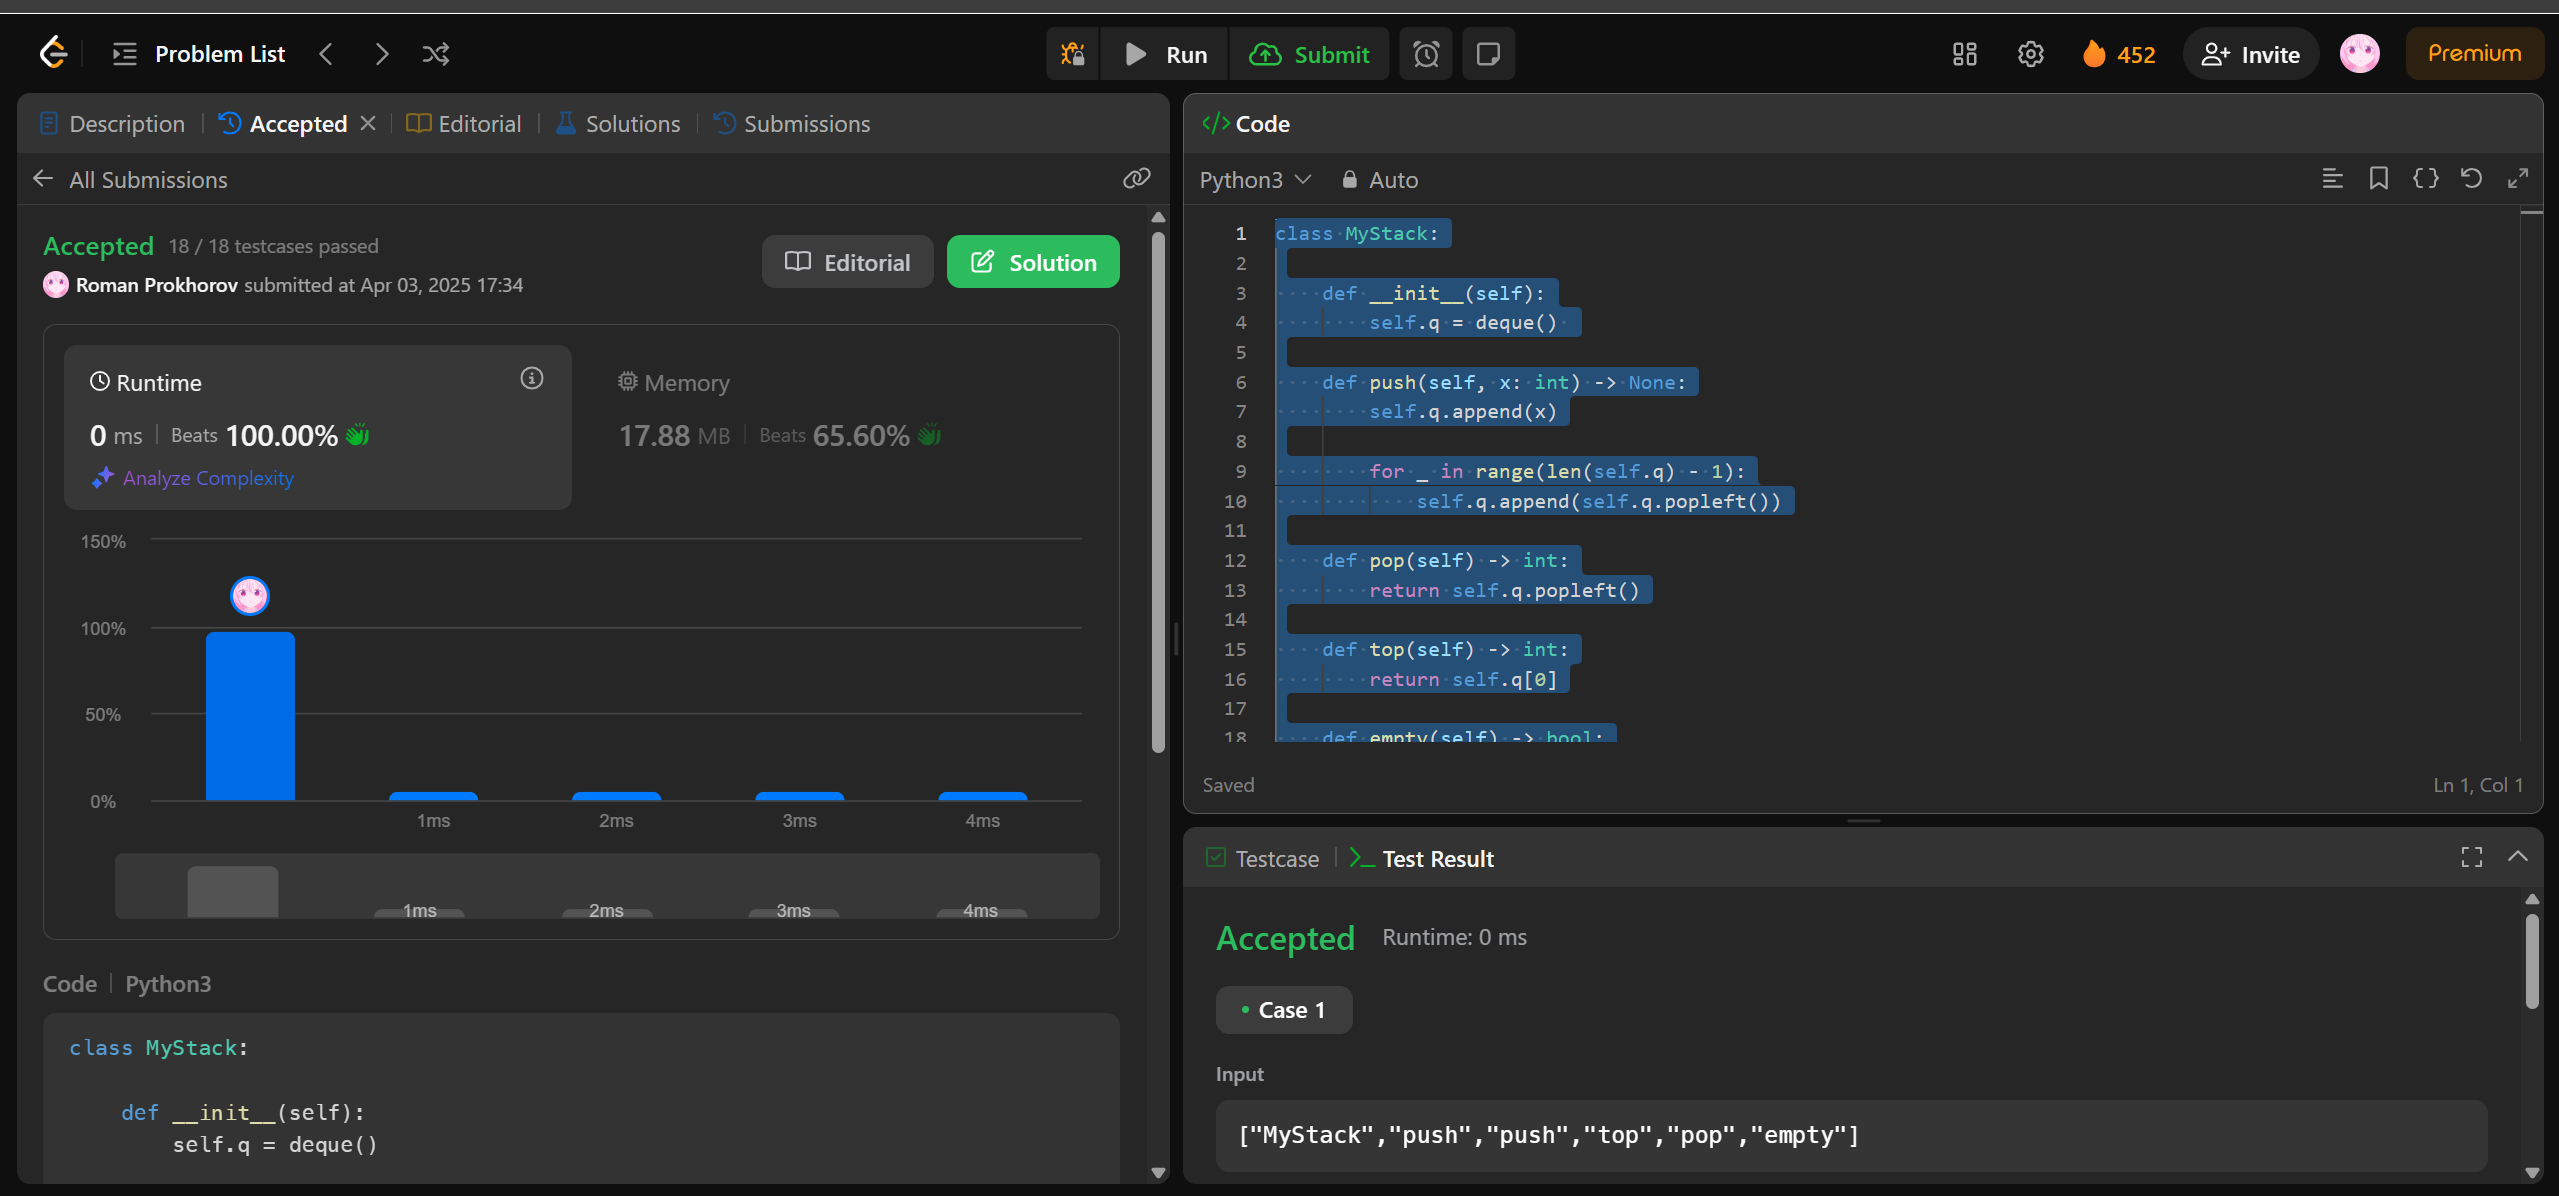 Problem List
Run
Submit
452
Invite
Premium
Description
Accepted
Editorial
Solutions
Submissions
All Submissions
Accepted 18 / 18 testcases passed
Roman Prokhorov submitted at Apr 03, 2025 17:34
Editorial
Solution
Runtime
0 ms Beats 100.00%
Analyze Complexity
Memory
17.88 MB Beats 65.60%
150%
100%
50%
0%
1ms 2ms 3ms 4ms
1ms 2ms 3ms 4ms
Code Python3
class MyStack:
def __init__(self):
self.q = deque()
</> Code
Python3 Auto
1 class MyStack:
2
3 def __init__(self):
4 self.q = deque()
5
6 def push(self, x: int) -> None:
7 self.q.append(x)
8
9 for _ in range(len(self.q) - 1):
10 self.q.append(self.q.popleft())
11
12 def pop(self) -> int:
13 return self.q.popleft()
14
15 def top(self) -> int:
16 return self.q[0]
17
18 def empty(self) -> bool:
Saved
Ln 1, Col 1
Testcase
Test Result
Accepted Runtime: 0 ms
Case 1
Input
["MyStack","push","push","top","pop","empty"]